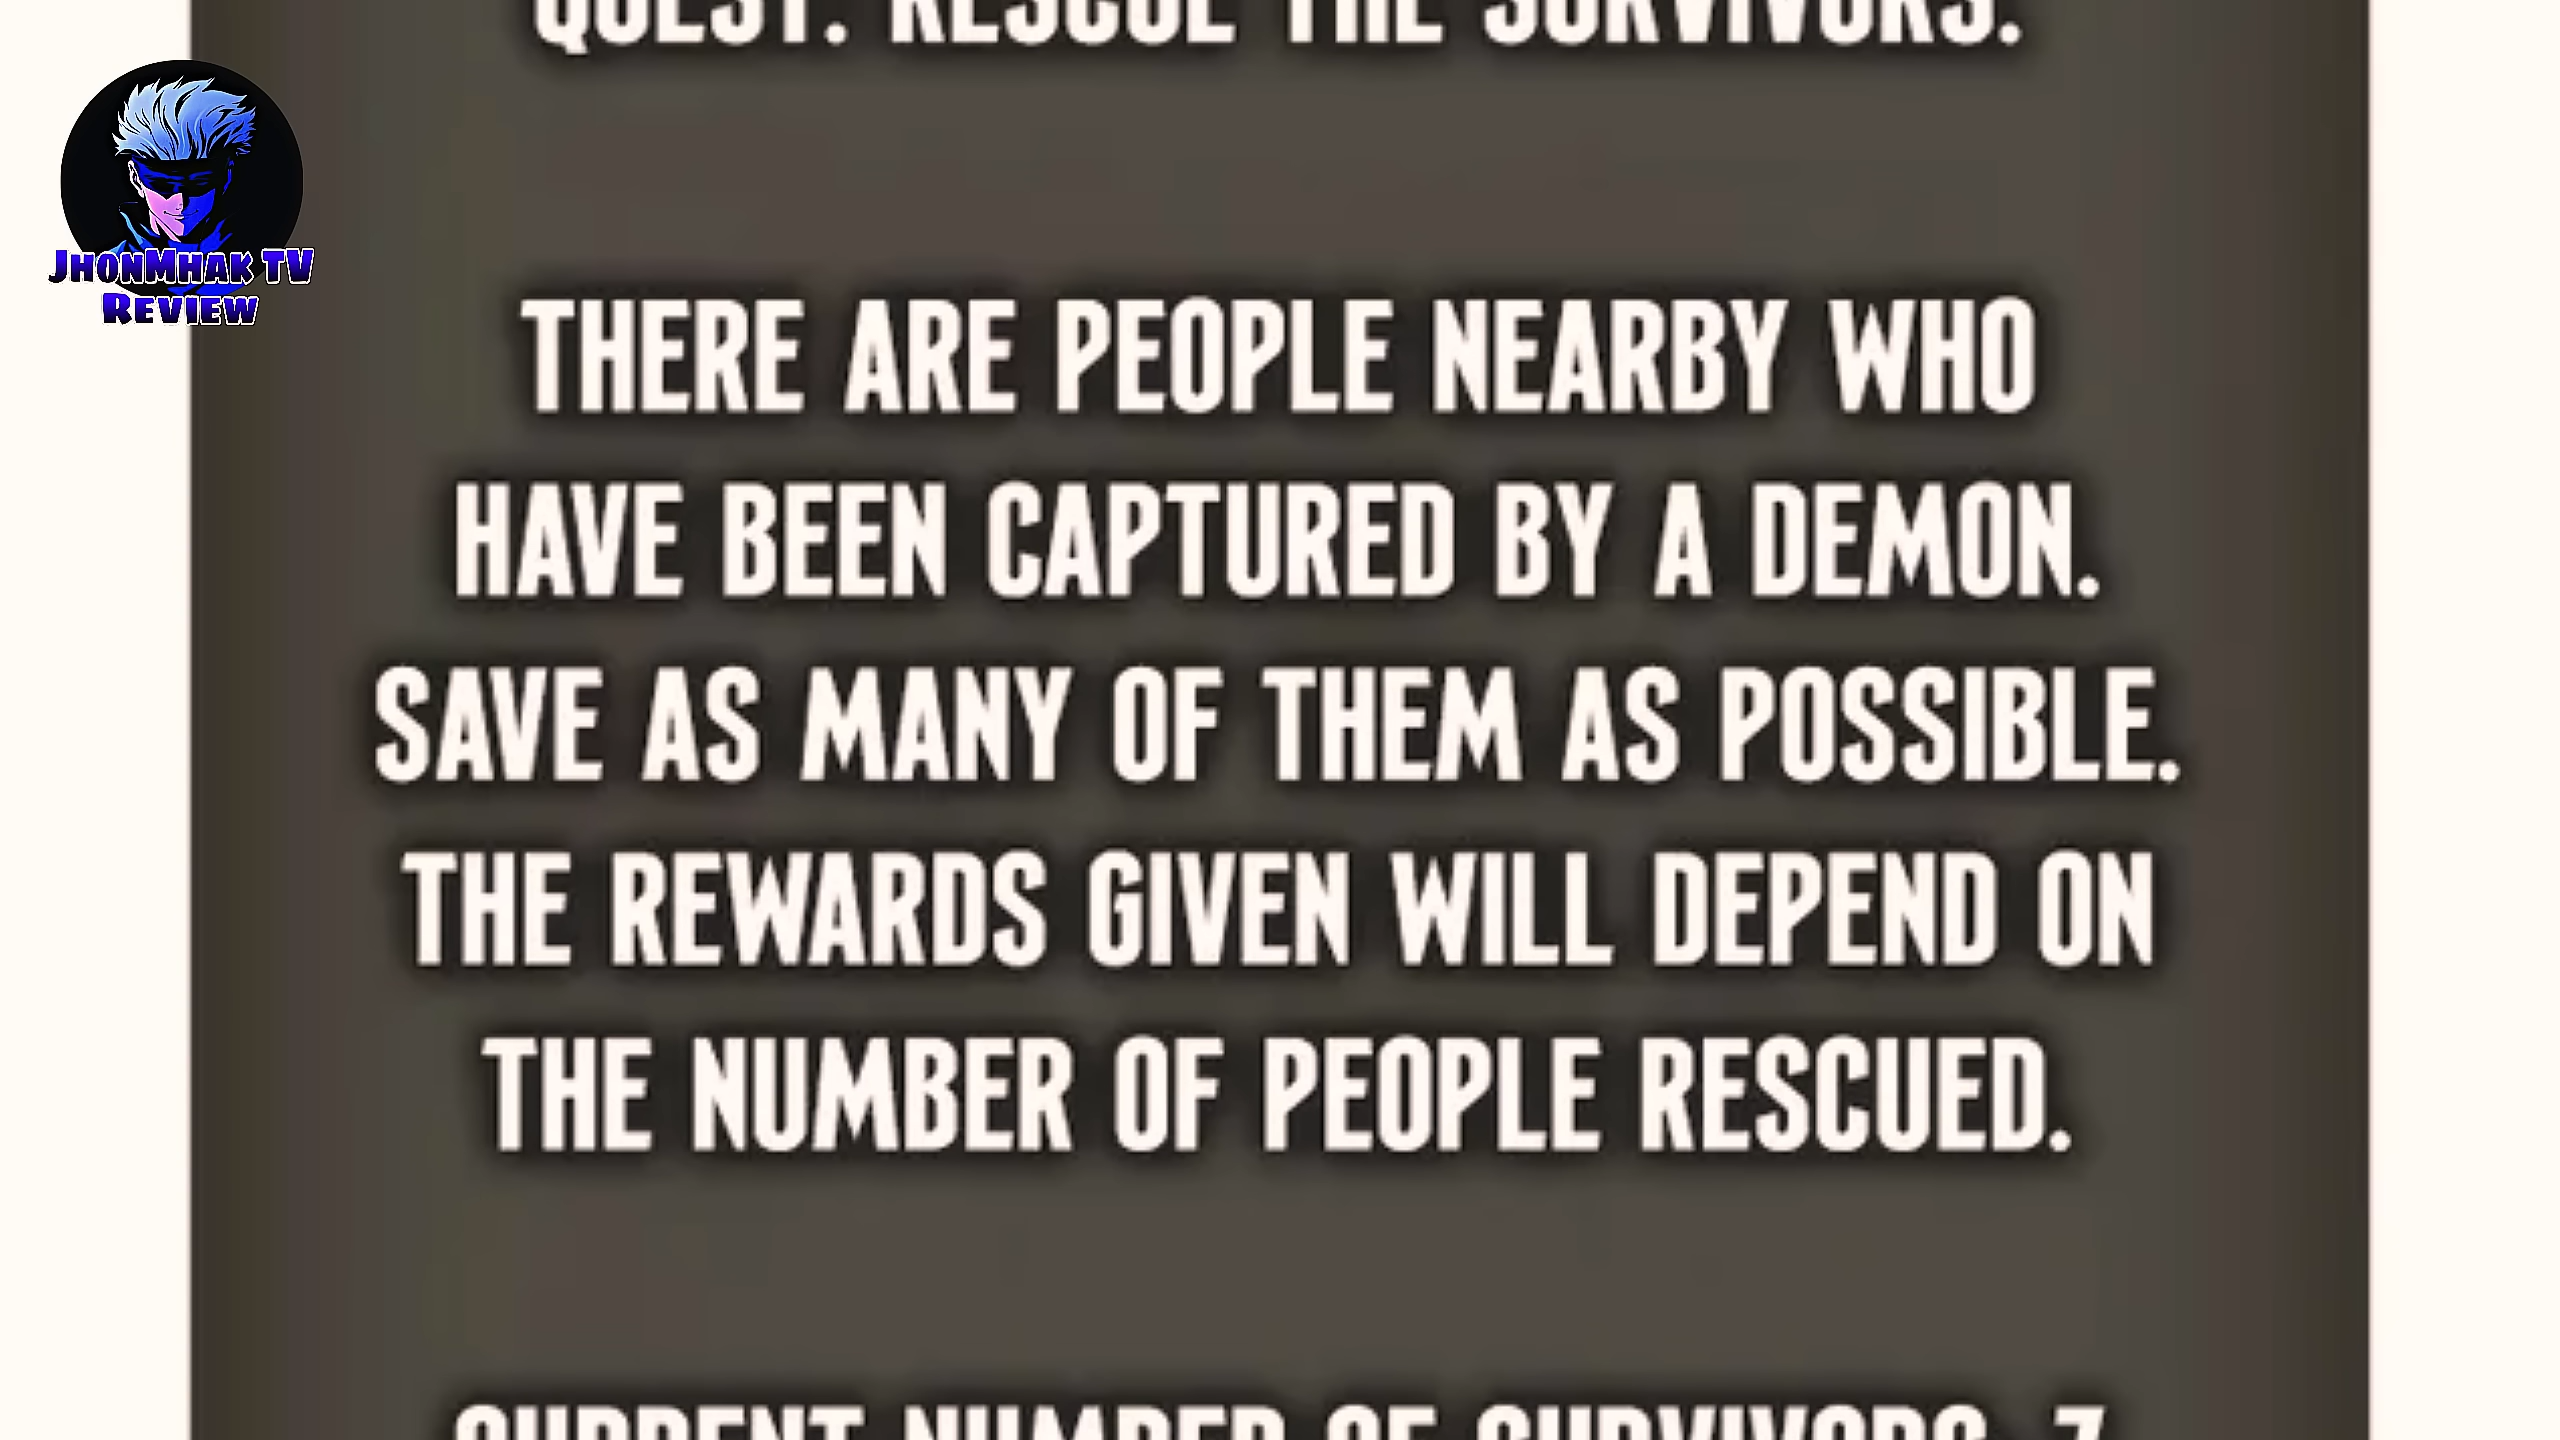 QUEST: RESCUE THE SURVIVORS.
JHONMHAK TV
REVIEW
THERE ARE PEOPLE NEARBY WHO
HAVE BEEN CAPTURED BY A DEMON.
SAVE AS MANY OF THEM AS POSSIBLE.
THE REWARDS GIVEN WILL DEPEND ON
THE NUMBER OF PEOPLE RESCUED.
CURRENT NUMBER OF SURVIVORS: 7